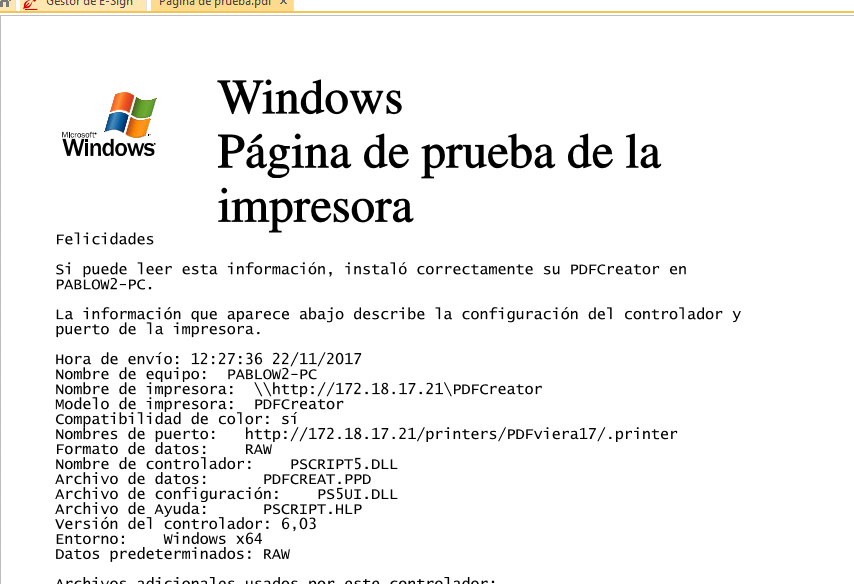 Gestor de E-Sign
Página de prueba.pdf
Microsoft
Windows
Windows
Página de prueba de la
impresora
Felicidades
Si puede leer esta información, instaló correctamente su PDFCreator en
PABLOW2-PC.
La información que aparece abajo describe la configuración del controlador y
puerto de la impresora.
Hora de envío: 12:27:36 22/11/2017
Nombre de equipo: PABLOW2-PC
Nombre de impresora: \\http://172.18.17.21\PDFCreator
Modelo de impresora: PDFCreator
Compatibilidad de color: sí
Nombres de puerto: http://172.18.17.21/printers/PDFviera17/.printer
Formato de datos: RAW
Nombre de controlador: PSCRIPT5.DLL
Archivo de datos: PDFCREAT.PPD
Archivo de configuración: PS5UI.DLL
Archivo de Ayuda: PSCRIPT.HLP
Versión del controlador: 6,03
Entorno: Windows x64
Datos predeterminados: RAW
Archivos adicionales usados por este controlador: